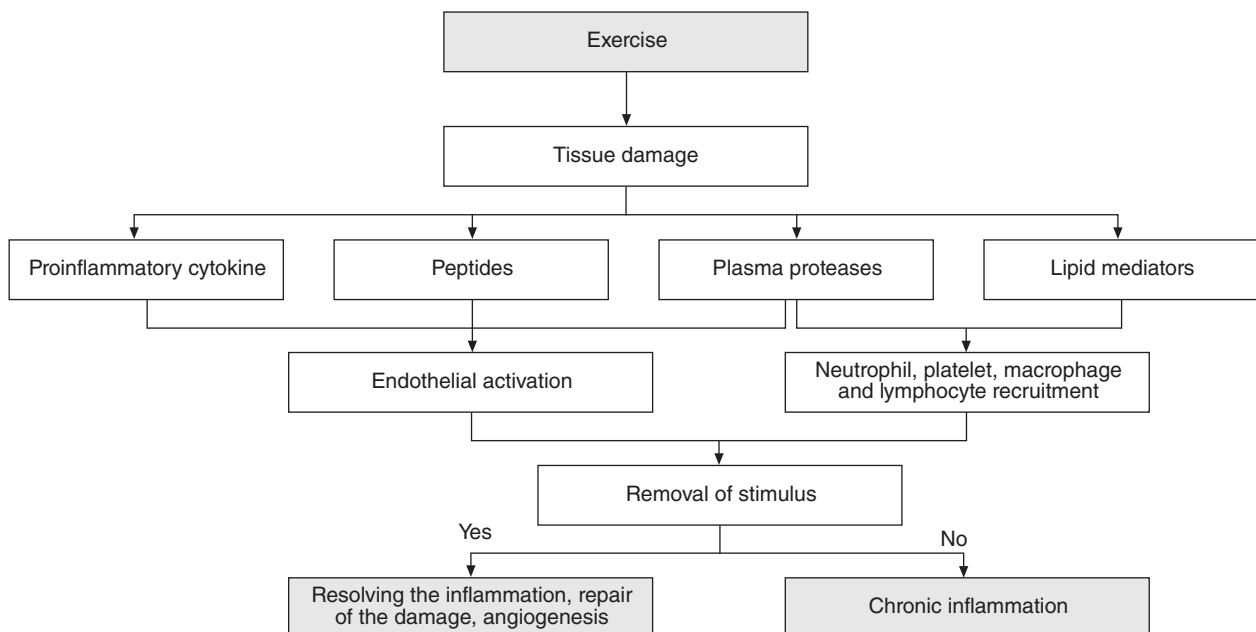 Exercise
Tissue damage
Proinflammatory cytokine
Peptides
Plasma proteases
Lipid mediators
Endothelial activation
Neutrophil, platelet, macrophage
and lymphocyte recruitment
Removal of stimulus
Yes
No
Resolving the inflammation, repair
of the damage, angiogenesis
Chronic inflammation